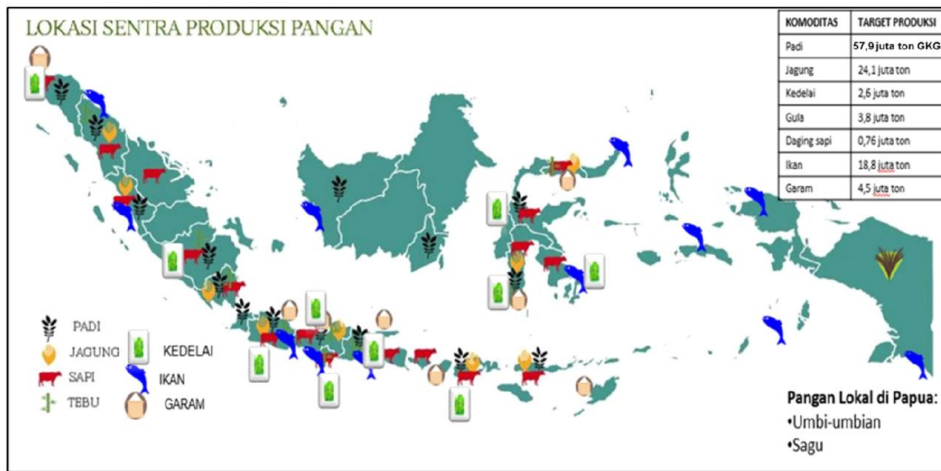 LOKASI SENTRA PRODUKSI PANGAN
KOMODITAS TARGET PRODUKSI
Padi 57,9 juta ton GKG
Jagung 24,1 juta ton
Kedelai 2,6 juta ton
Gula 3,8 juta ton
Daging sapi 0,76 juta ton
Ikan 18,8 juta ton
Garam 4,5 juta ton
PADI
JAGUNG
SAPI
TEBU
KEDELAI
IKAN
GARAM
Pangan Lokal di Papua:
•Umbi-umbian
•Sagu